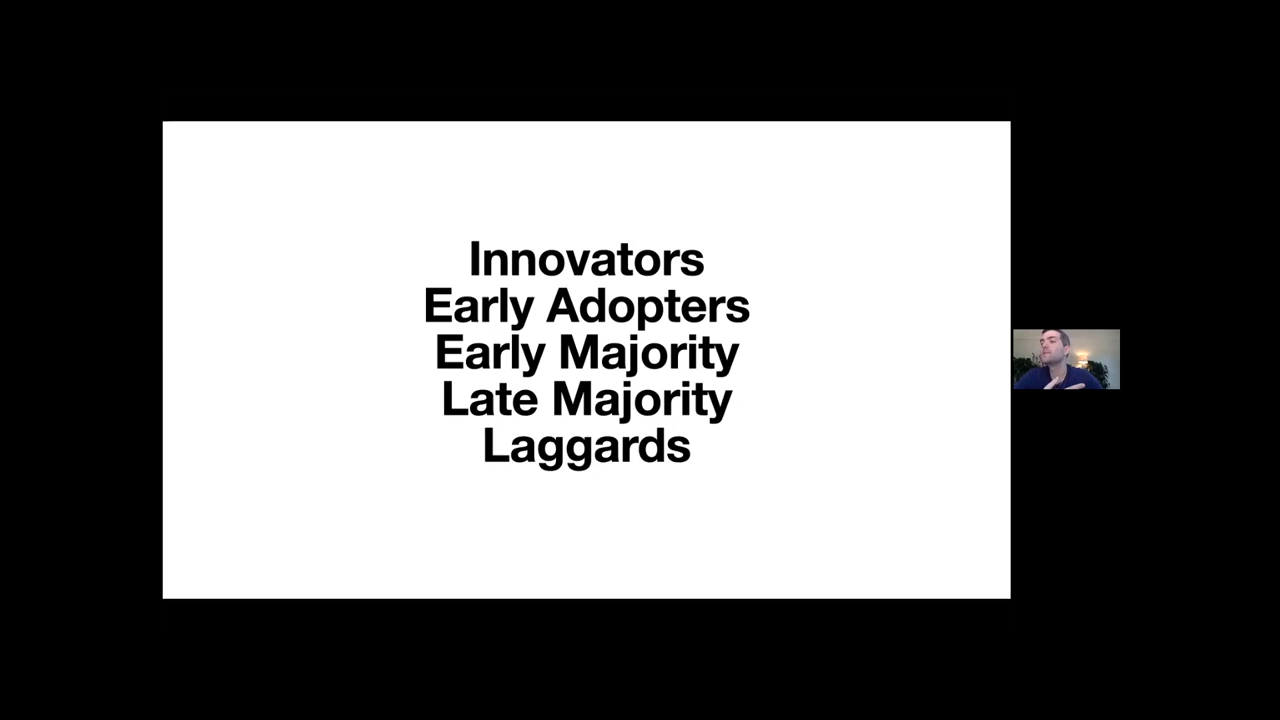 Innovators
Early Adopters
Early Majority
Late Majority
Laggards